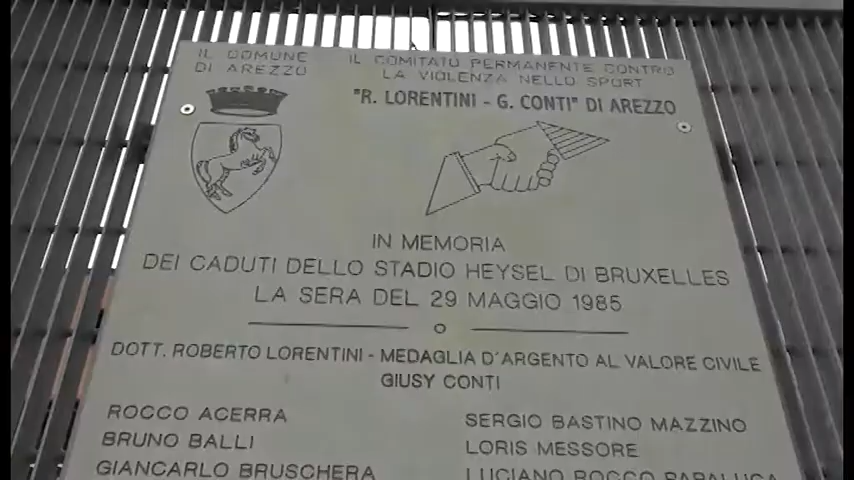 IL COMUNE
DI AREZZO
IL COMITATO PERMANENTE CONTRO
LA VIOLENZA NELLO SPORT
"R. LORENTINI - G. CONTI" DI AREZZO
IN MEMORIA
DEI CADUTI DELLO STADIO HEYSEL DI BRUXELLES
LA SERA DEL 29 MAGGIO 1985
DOTT. ROBERTO LORENTINI - MEDAGLIA D'ARGENTO AL VALORE CIVILE
GIUSY CONTI
ROCCO ACERRA
BRUNO BALLI
GIANCARLO BRUSCHERA
SERGIO BASTINO MAZZINO
LORIS MESSORE
LUCIANO ROCCO PAPALUCA